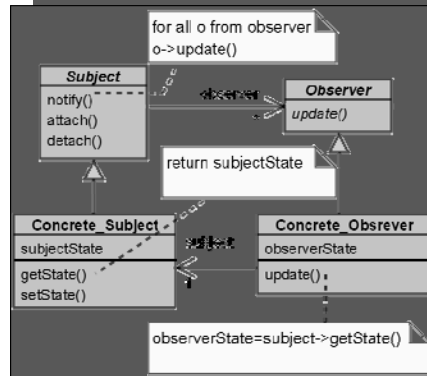 for all o from observer
o->update()
Subject
notify()
attach()
detach()
observer
*
Observer
update()
return subjectState
Concrete_Subject
subjectState
getState()
setState()
subject
1
Concrete_Obsrever
observerState
update()
observerState=subject->getState()